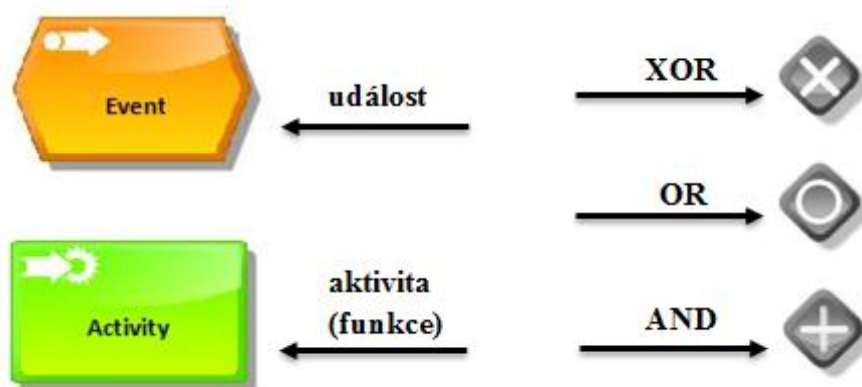 Event
událost
XOR
OR
Activity
aktivita
(funkce)
AND